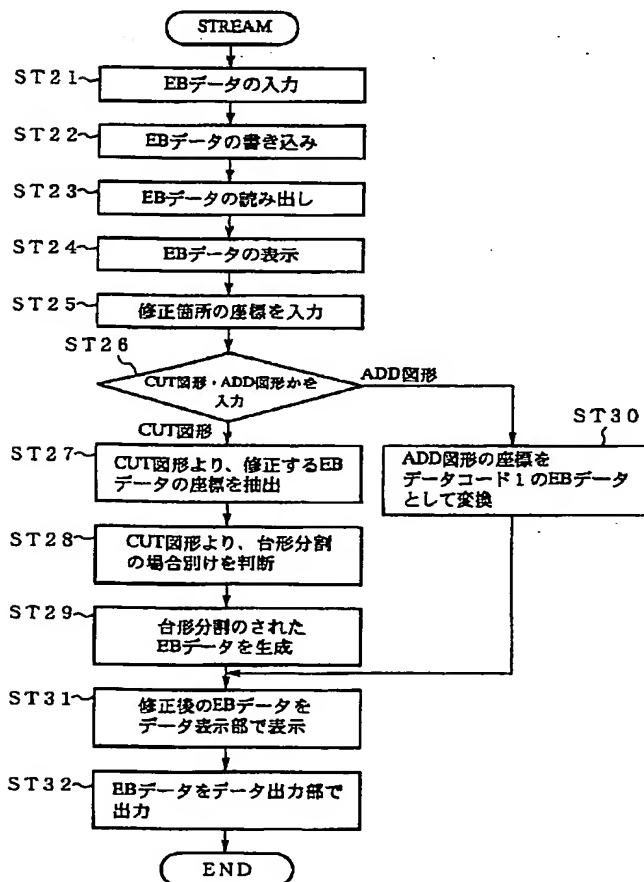 STREAM
ST21
EBデータの入力
ST22
EBデータの書き込み
ST23
EBデータの読み出し
ST24
EBデータの表示
ST25
修正箇所の座標を入力
ST26
CUT図形・ADD図形かを
入力
ADD図形
CUT図形
ST27
CUT図形より、修正するEB
データの座標を抽出
ST30
ADD図形の座標を
データコード1のEBデータ
として変換
ST28
CUT図形より、台形分割
の場合別けを判断
ST29
台形分割のされた
EBデータを生成
ST31
修正後のEBデータを
データ表示部で表示
ST32
EBデータをデータ出力部で
出力
END